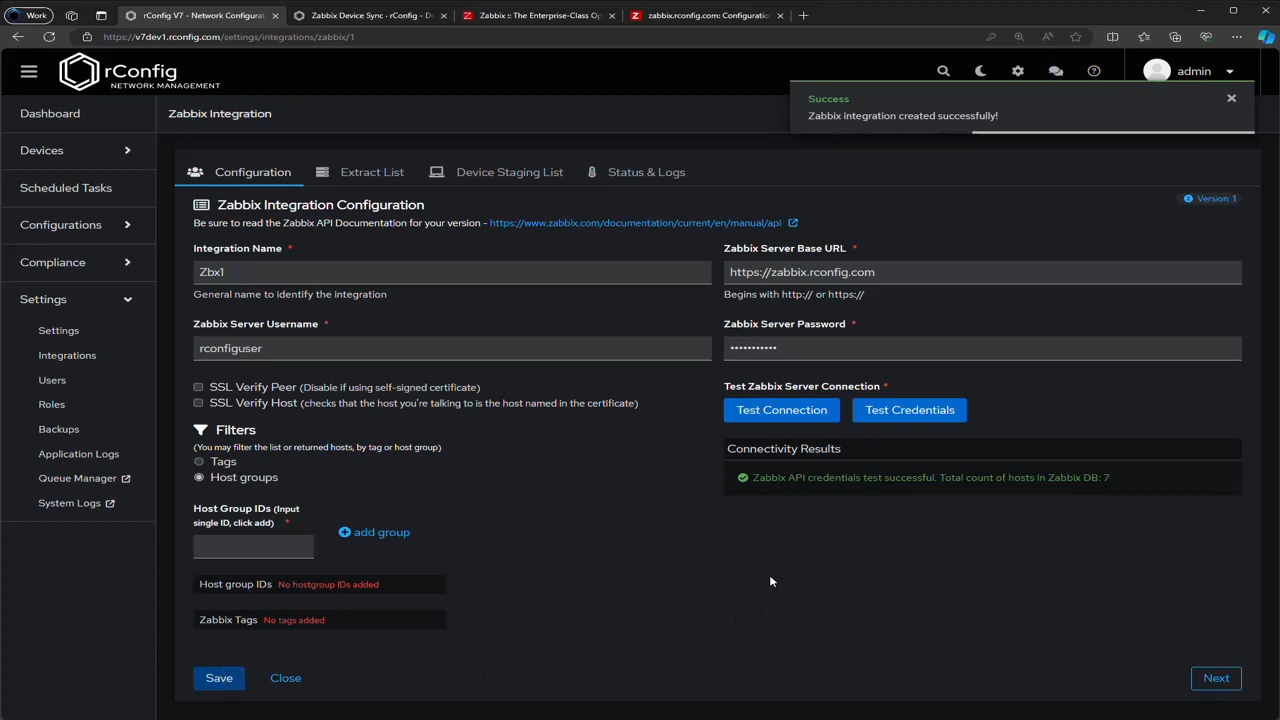 Work
rConfig V7 - Network Configurat
Zabbix Device Sync · rConfig - D
Zabbix :: The Enterprise-Class Op
zabbix.rconfig.com: Configuratio
https://v7dev1.rconfig.com/settings/integrations/zabbix/1
rConfig
NETWORK MANAGEMENT
admin
Success
Zabbix integration created successfully!
Dashboard
Devices
Scheduled Tasks
Configurations
Compliance
Settings
Settings
Integrations
Users
Roles
Backups
Application Logs
Queue Manager
System Logs
Zabbix Integration
Configuration
Extract List
Device Staging List
Status & Logs
Zabbix Integration Configuration
Version: 1
Be sure to read the Zabbix API Documentation for your version - https://www.zabbix.com/documentation/current/en/manual/api
Integration Name *
Zbx1
General name to identify the integration
Zabbix Server Base URL *
https://zabbix.rconfig.com
Begins with http:// or https://
Zabbix Server Username *
rconfiguser
Zabbix Server Password *
•••••••••••
SSL Verify Peer (Disable if using self-signed certificate)
SSL Verify Host (checks that the host you're talking to is the host named in the certificate)
Test Zabbix Server Connection *
Test Connection
Test Credentials
Connectivity Results
Zabbix API credentials test successful. Total count of hosts in Zabbix DB: 7
Filters
(You may filter the list or returned hosts, by tag or host group)
Tags
Host groups
Host Group IDs (Input
single ID, click add) *
add group
Host group IDs No hostgroup IDs added
Zabbix Tags No tags added
Save
Close
Next